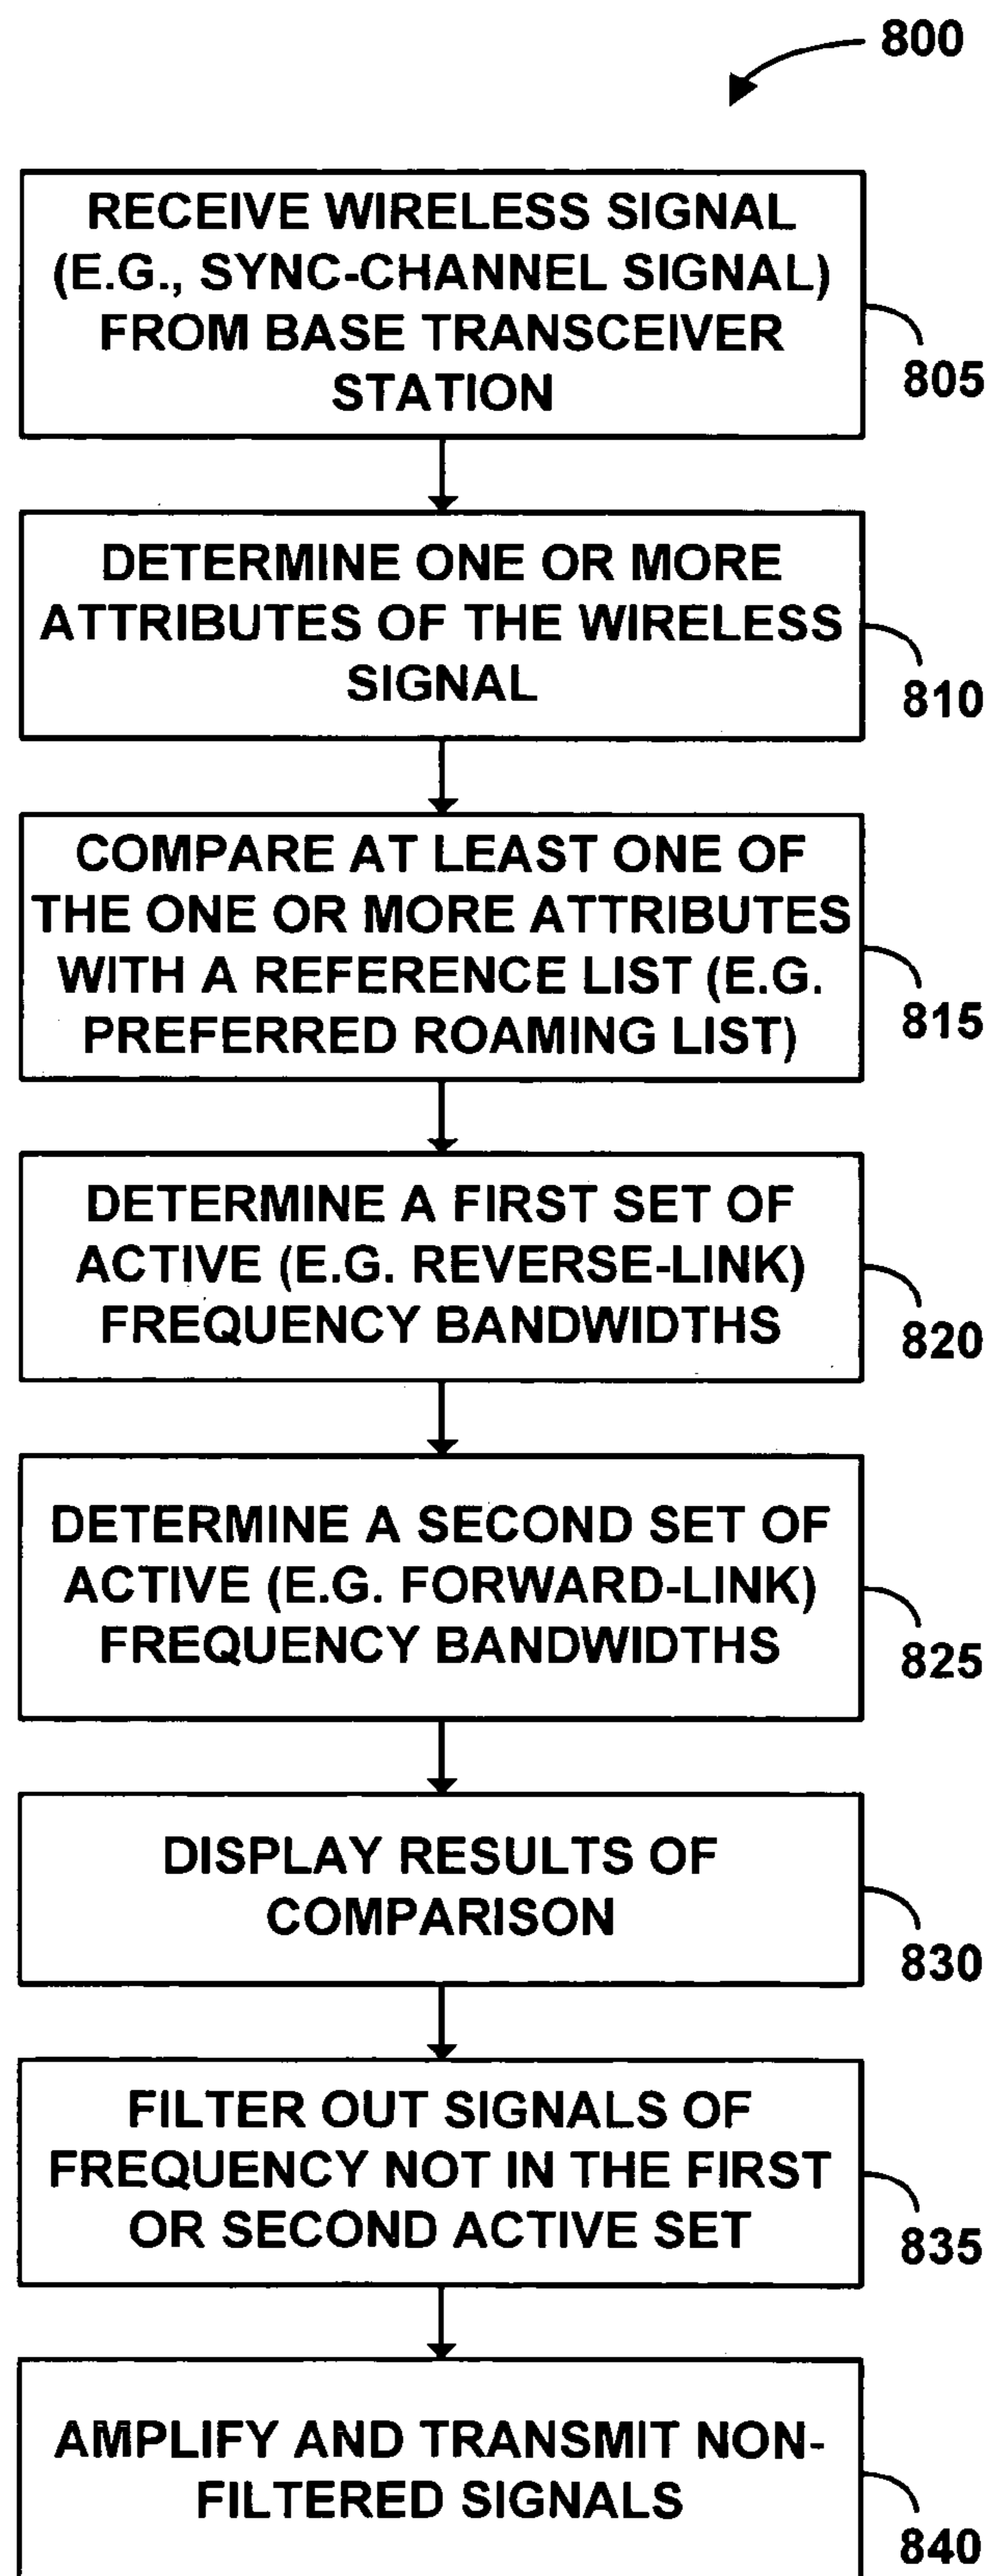 800
RECEIVE WIRELESS SIGNAL
(E.G., SYNC-CHANNEL SIGNAL)
FROM BASE TRANSCEIVER
STATION
805
DETERMINE ONE OR MORE
ATTRIBUTES OF THE WIRELESS
SIGNAL
810
COMPARE AT LEAST ONE OF
THE ONE OR MORE ATTRIBUTES
WITH A REFERENCE LIST (E.G.
PREFERRED ROAMING LIST)
815
DETERMINE A FIRST SET OF
ACTIVE (E.G. REVERSE-LINK)
FREQUENCY BANDWIDTHS
820
DETERMINE A SECOND SET OF
ACTIVE (E.G. FORWARD-LINK)
FREQUENCY BANDWIDTHS
825
DISPLAY RESULTS OF
COMPARISON
830
FILTER OUT SIGNALS OF
FREQUENCY NOT IN THE FIRST
OR SECOND ACTIVE SET
835
AMPLIFY AND TRANSMIT NON-
FILTERED SIGNALS
840